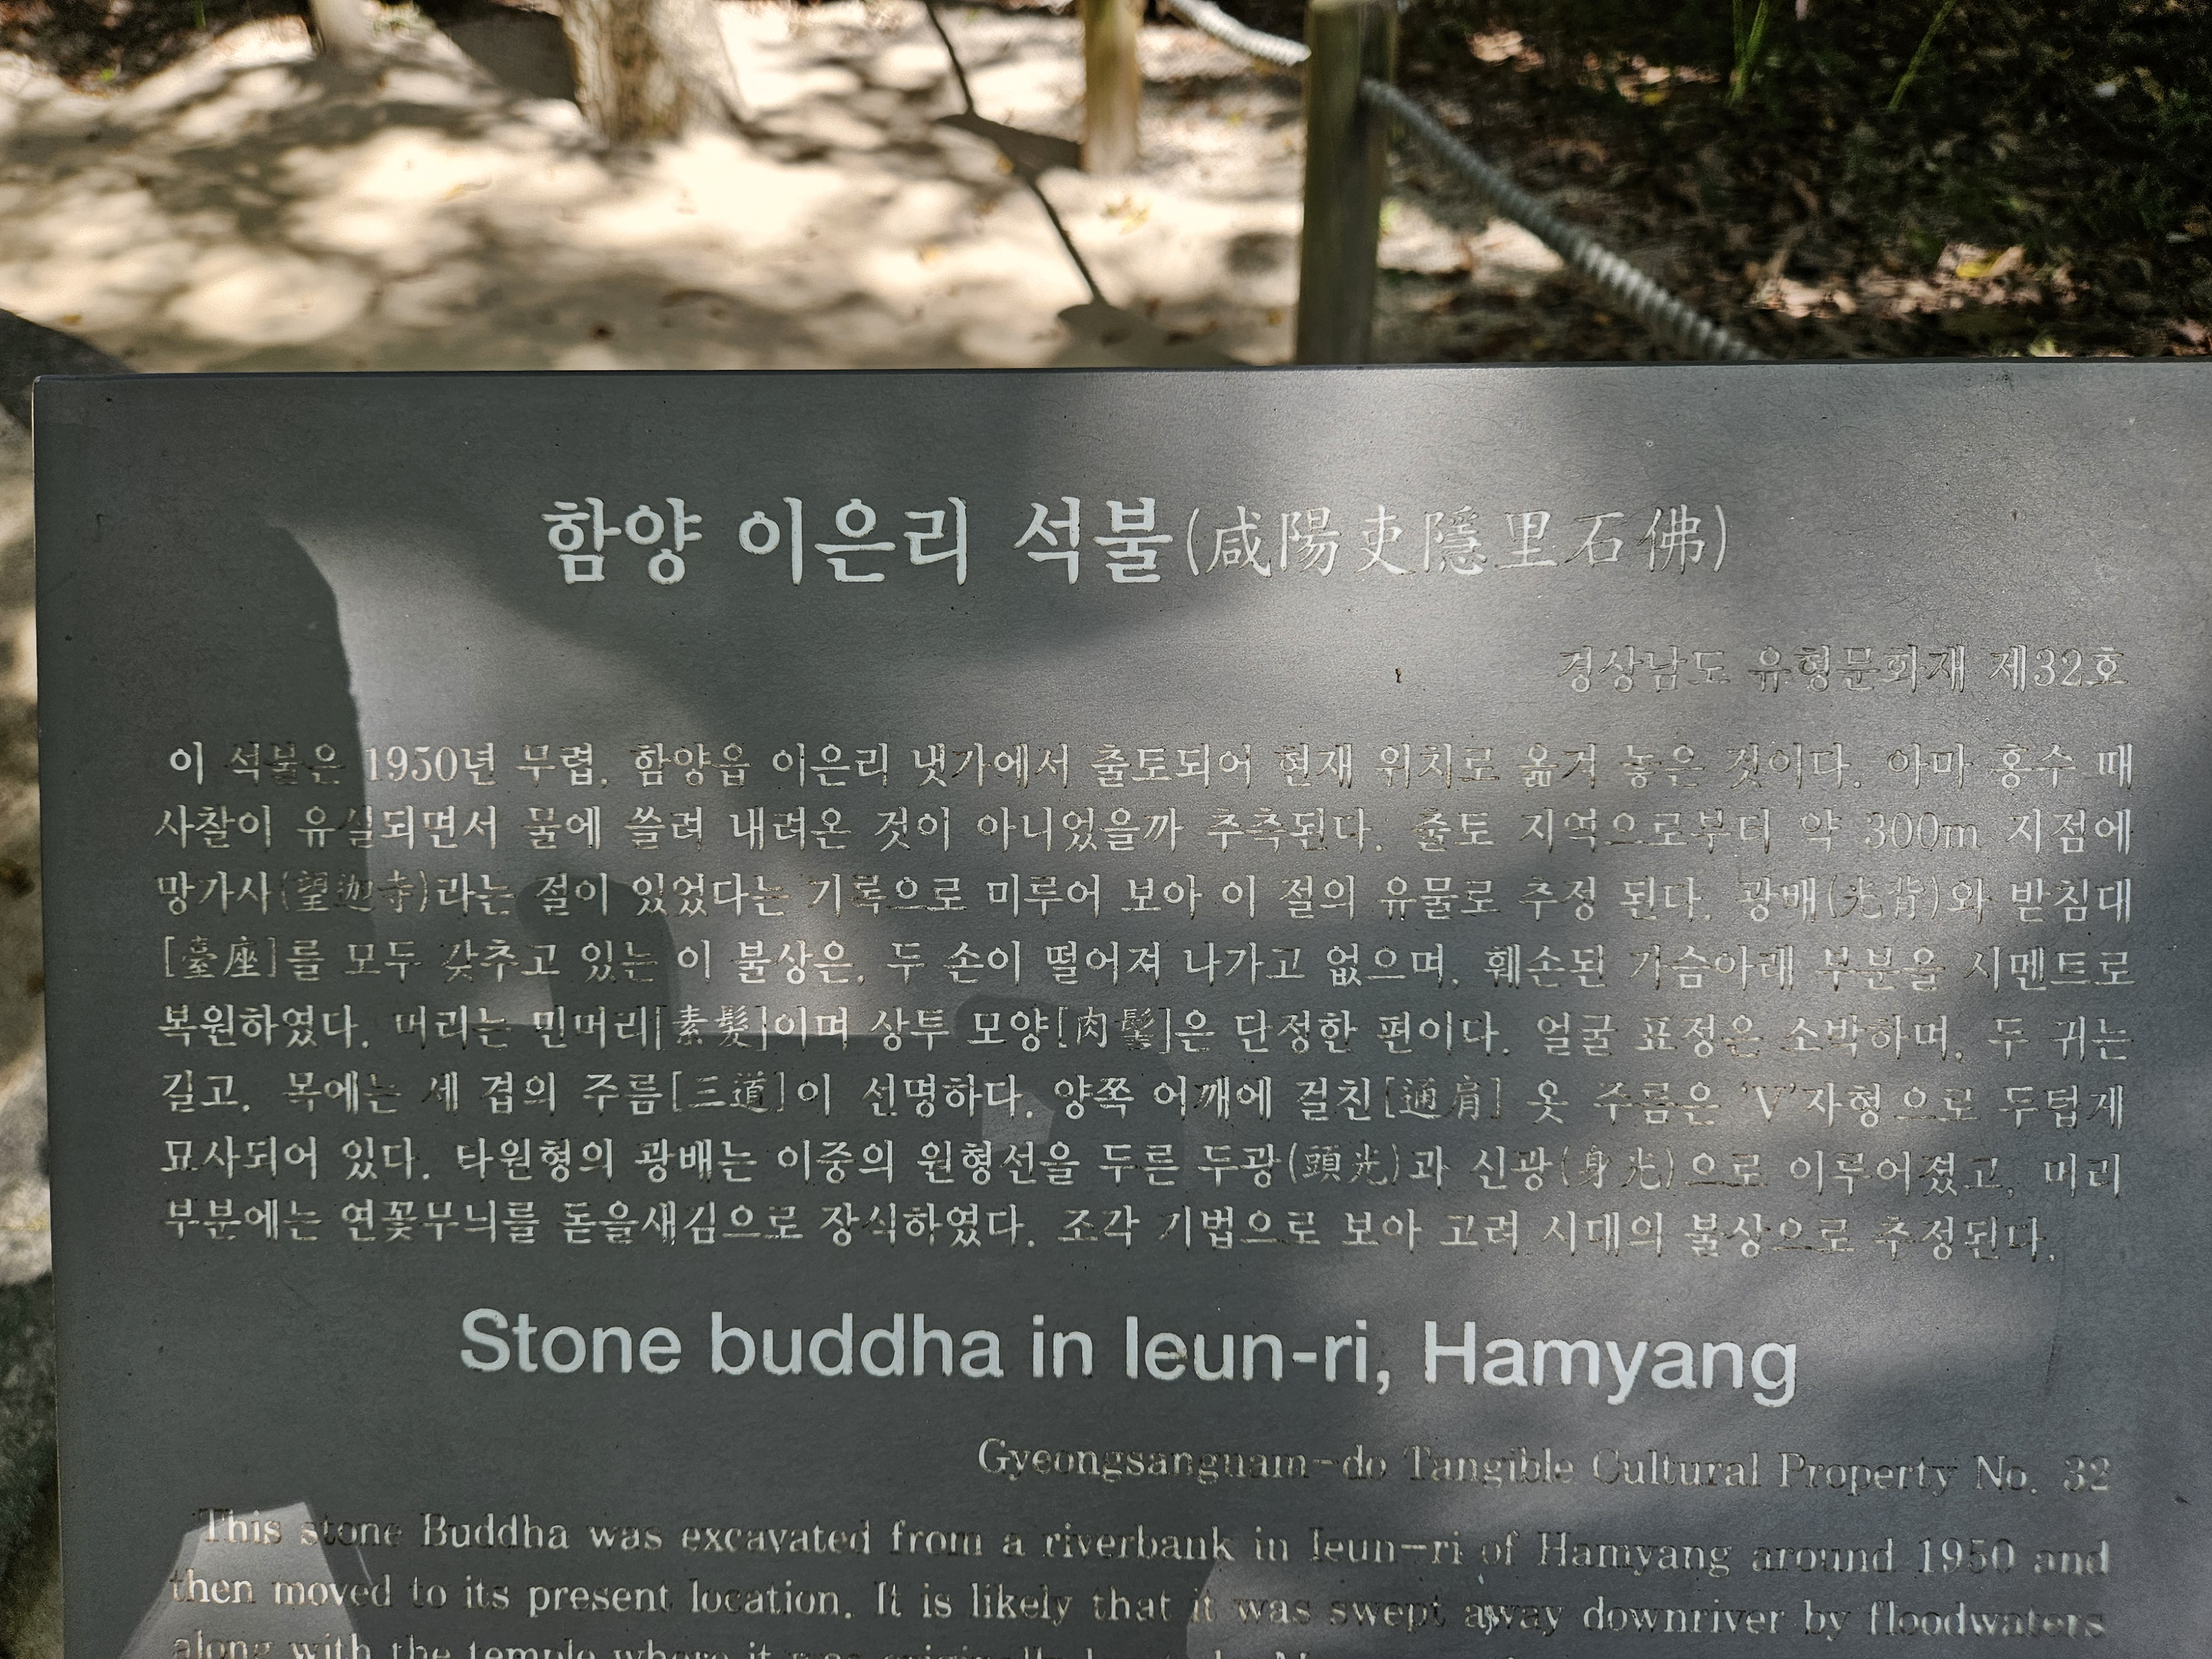 함양 이은리 석불(咸陽吏隱里石佛)
경상남도 유형문화재 제32호
이 석불은 1950년 무렵, 함양읍 이은리 냇가에서 출토되어 현재 위치로 옮겨 놓은 것이다. 아마 홍수 때
사찰이 유실되면서 물에 쓸려 내려온 것이 아니었을까 추측된다. 출토 지역으로부터 약 300m 지점에
망가사(望迦寺)라는 절이 있었다는 기록으로 미루어 보아 이 절의 유물로 추정 된다. 광배(光背)와 받침대
[臺座]를 모두 갖추고 있는 이 불상은, 두 손이 떨어져 나가고 없으며, 훼손된 가슴아래 부분을 시멘트로
복원하였다. 머리는 민머리[素髮]이며 상투 모양[肉髻]은 단정한 편이다. 얼굴 표정은 소박하며, 두 귀는
길고, 목에는 세 겹의 주름[三道]이 선명하다. 양쪽 어깨에 걸친[通肩] 옷 주름은 'V'자형으로 두텁게
묘사되어 있다. 타원형의 광배는 이중의 원형선을 두른 두광(頭光)과 신광(身光)으로 이루어졌고, 머리
부분에는 연꽃무늬를 돋을새김으로 장식하였다. 조각 기법으로 보아 고려 시대의 불상으로 추정된다.
Stone buddha in Ieun-ri, Hamyang
Gyeongsangnam-do Tangible Cultural Property No. 32
This stone Buddha was excavated from a riverbank in Ieun-ri of Hamyang around 1950 and
then moved to its present location. It is likely that it was swept away downriver by floodwaters
along with the temple where it was originally